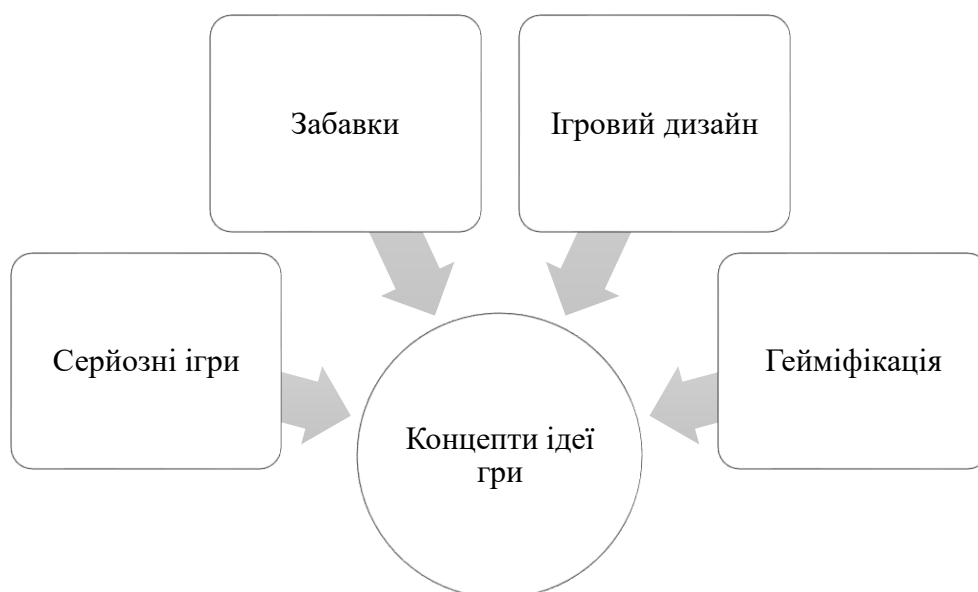 Забавки
Ігровий дизайн
Серйозні ігри
Гейміфікація
Концепти ідеї
гри